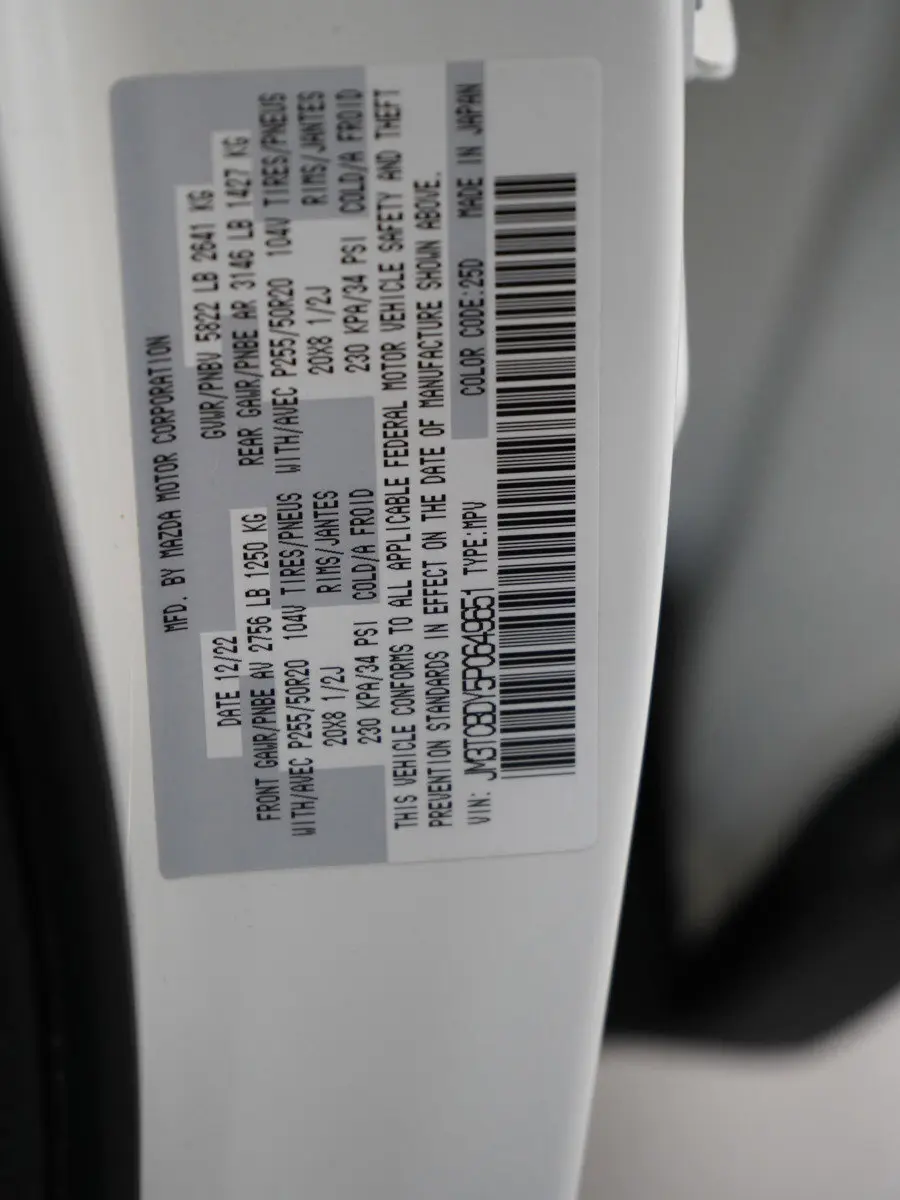 MFD. BY MAZDA MOTOR CORPORATION
DATE 12/22 GVWR/PNBV 5822 LB 2641 KG
FRONT GAWR/PNBE AV 2756 LB 1250 KG REAR GAWR/PNBE AR 3146 LB 1427 KG
WITH/AVEC P255/50R20 104V TIRES/PNEUS WITH/AVEC P255/50R20 104V TIRES/PNEUS
20X8 1/2J RIMS/JANTES 20X8 1/2J RIMS/JANTES
230 KPA/34 PSI COLD/A FROID 230 KPA/34 PSI COLD/A FROID
THIS VEHICLE CONFORMS TO ALL APPLICABLE FEDERAL MOTOR VEHICLE SAFETY AND THEFT
PREVENTION STANDARDS IN EFFECT ON THE DATE OF MANUFACTURE SHOWN ABOVE.
VIN: JM3TCBDY5P0649651 TYPE:MPV COLOR CODE:25D MADE IN JAPAN